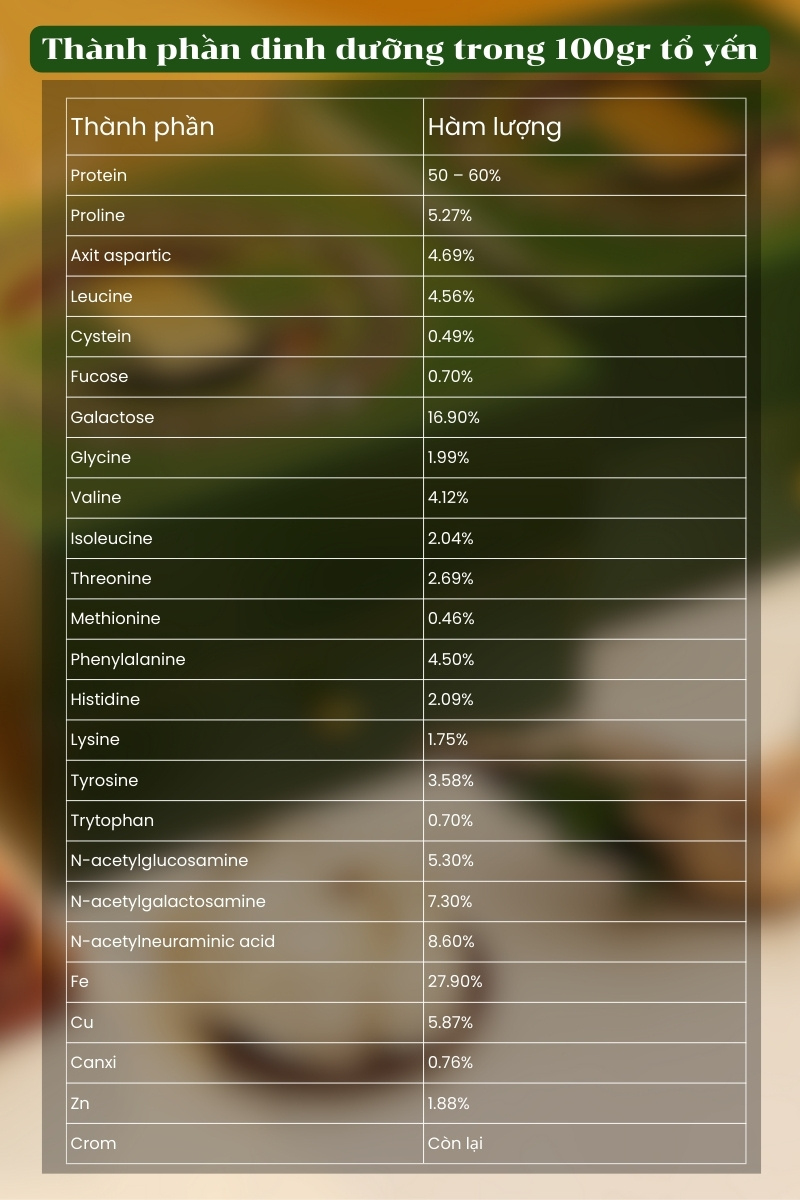 Thành phần dinh dưỡng trong 100gr tổ yến
Thành phần Hàm lượng
Protein 50 – 60%
Proline 5.27%
Axit aspartic 4.69%
Leucine 4.56%
Cystein 0.49%
Fucose 0.70%
Galactose 16.90%
Glycine 1.99%
Valine 4.12%
Isoleucine 2.04%
Threonine 2.69%
Methionine 0.46%
Phenylalanine 4.50%
Histidine 2.09%
Lysine 1.75%
Tyrosine 3.58%
Trytophan 0.70%
N-acetylglucosamine 5.30%
N-acetylgalactosamine 7.30%
N-acetylneuraminic acid 8.60%
Fe 27.90%
Cu 5.87%
Canxi 0.76%
Zn 1.88%
Crom Còn lại